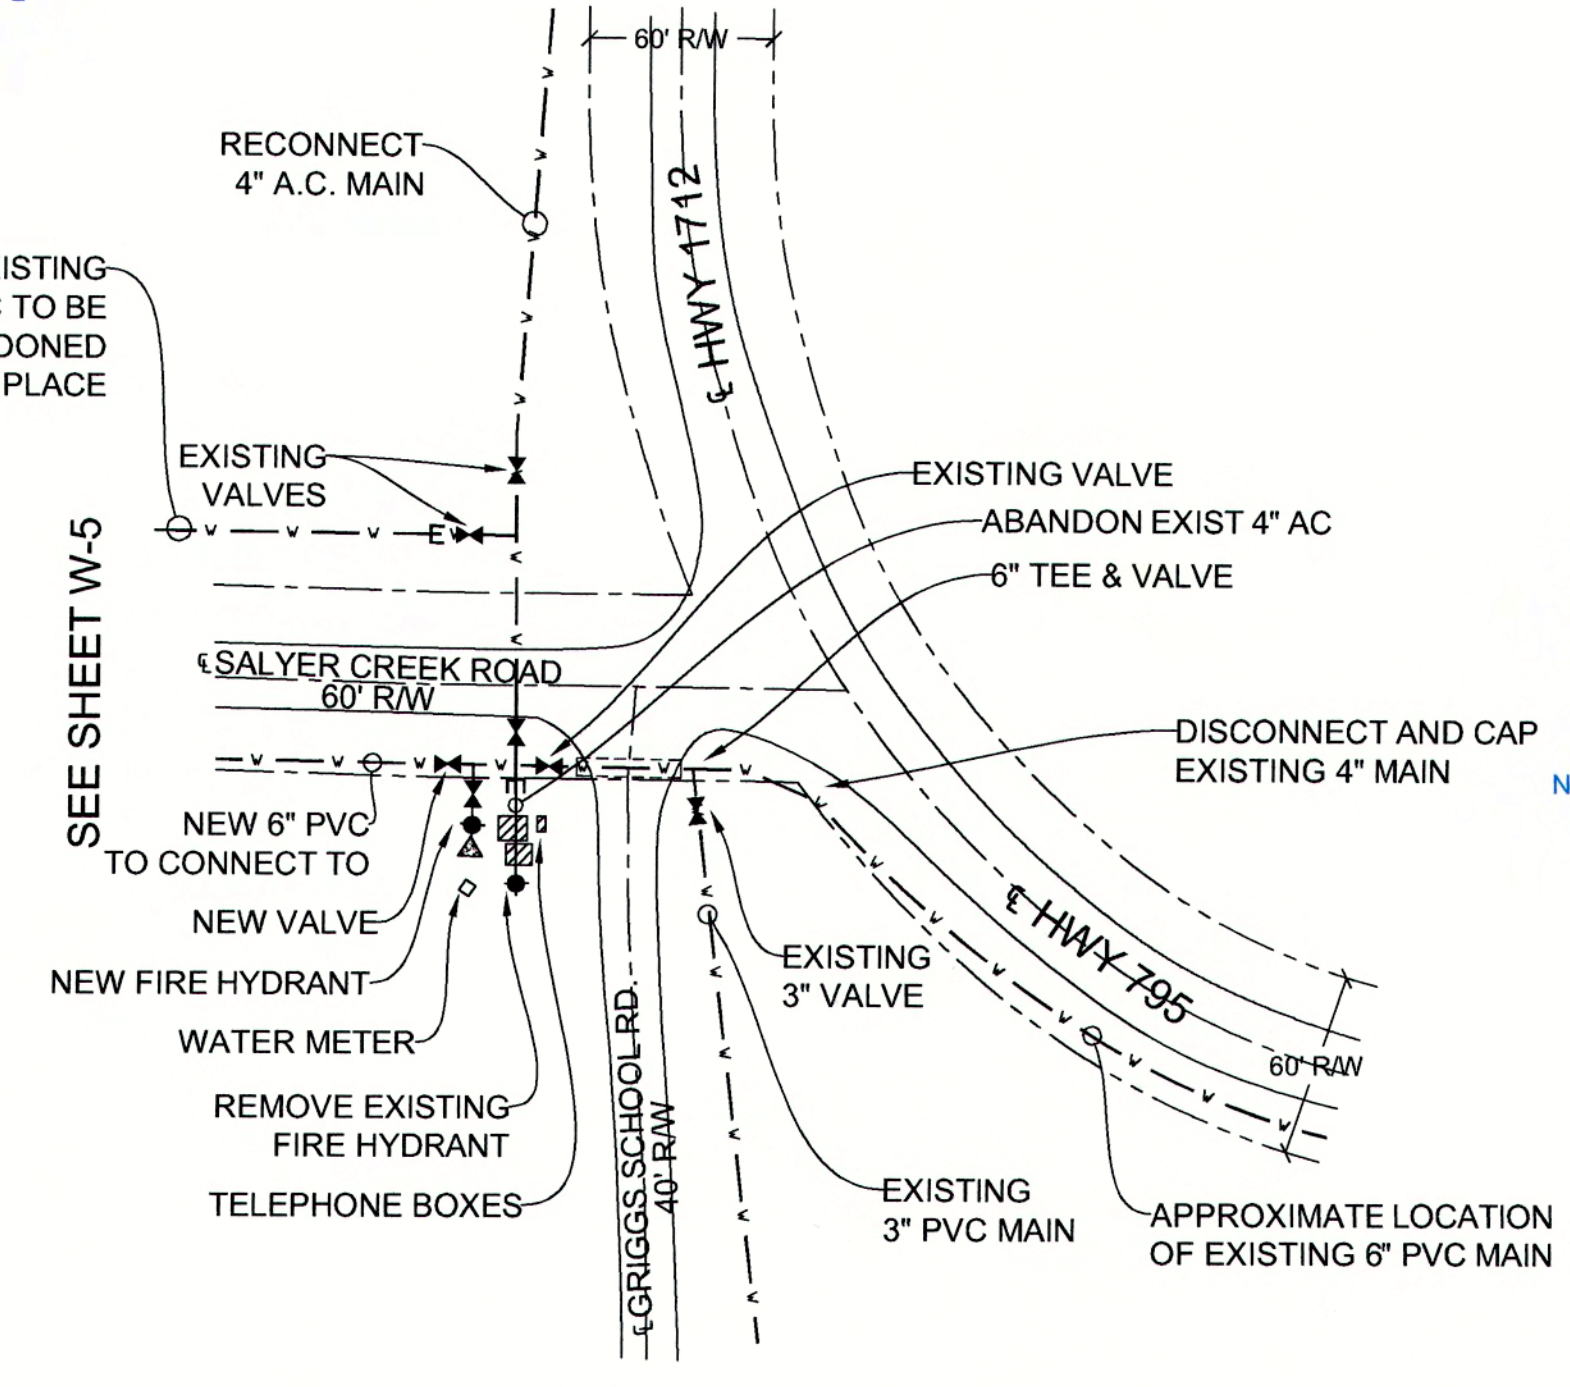 60' R/W
RECONNECT
4" A.C. MAIN
℄ HWY 1712
ISTING
TO BE
DONED
PLACE
EXISTING
VALVES
EXISTING VALVE
ABANDON EXIST 4" AC
6" TEE & VALVE
E
SEE SHEET W-5
℄ SALYER CREEK ROAD
60' R/W
DISCONNECT AND CAP
EXISTING 4" MAIN
N
NEW 6" PVC
TO CONNECT TO
NEW VALVE
NEW FIRE HYDRANT
WATER METER
REMOVE EXISTING
FIRE HYDRANT
TELEPHONE BOXES
℄ GRIGGS SCHOOL RD.
40' R/W
EXISTING
3" VALVE
EXISTING
3" PVC MAIN
℄ HWY 795
60' R/W
APPROXIMATE LOCATION
OF EXISTING 6" PVC MAIN